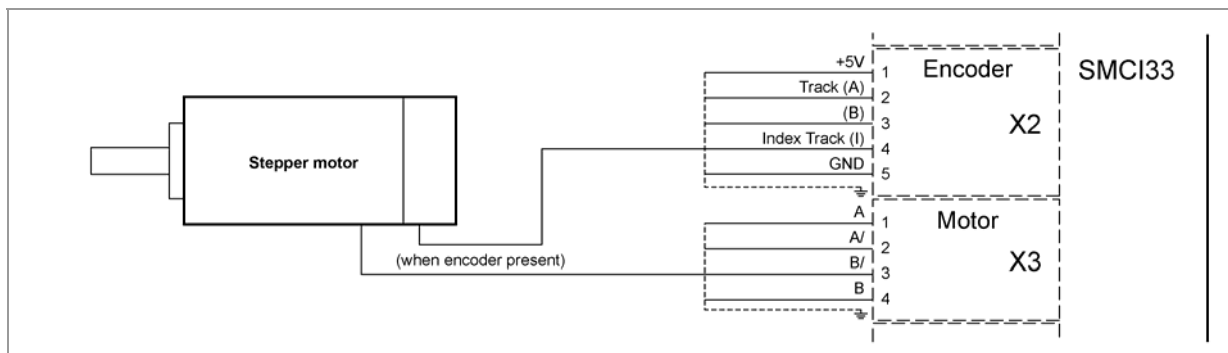 Stepper motor
(when encoder present)
+5V
Track (A)
(B)
Index Track (I)
GND
1
2
3
4
5
Encoder
X2
SMCI33
A
A/
B/
B
1
2
3
4
Motor
X3